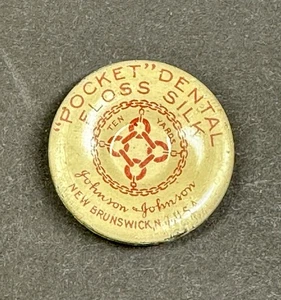 "POCKET" DENTAL
FLOSS SILK
TEN YARDS
Johnson & Johnson
NEW BRUNSWICK, N.J. U.S.A.